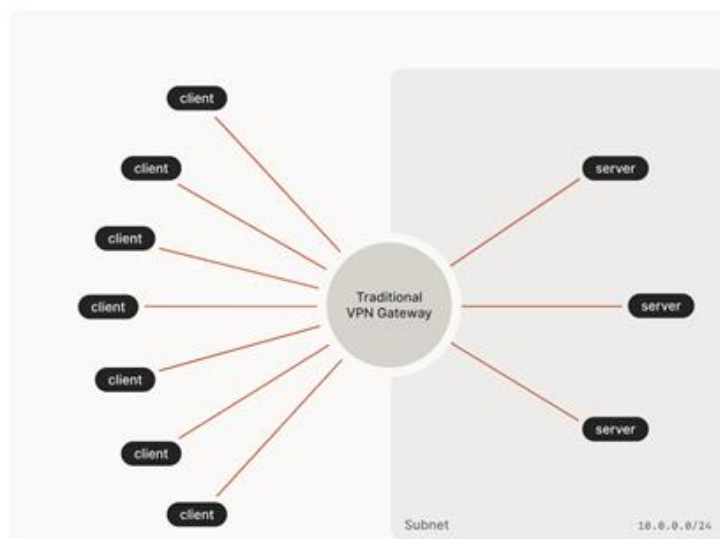 client
client
server
client
Traditional
VPN Gateway
client
server
client
server
client
client
Subnet
10.0.0.0/24